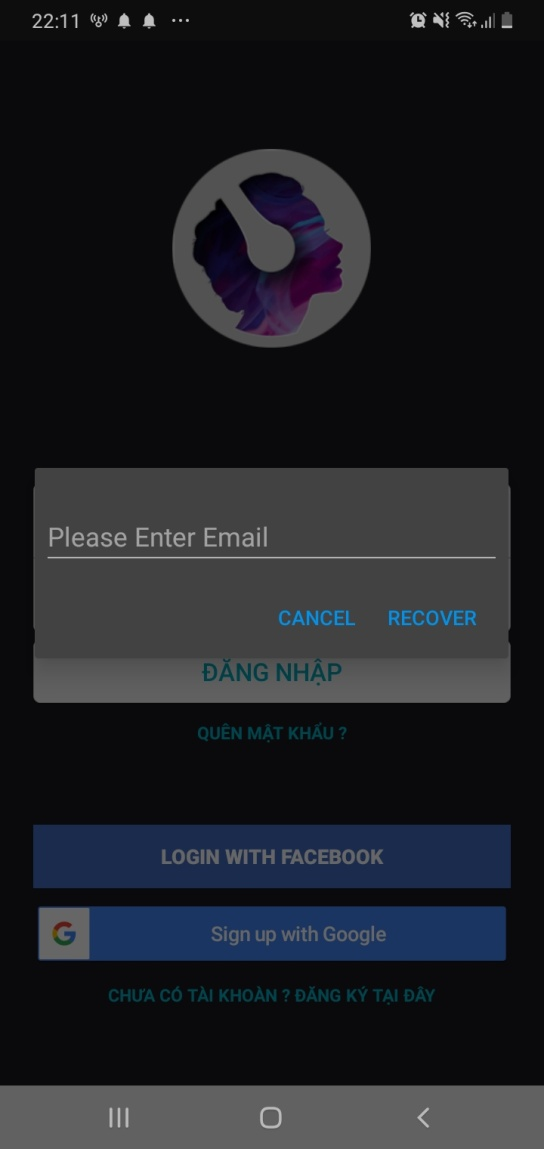 22:11
Please Enter Email
CANCEL RECOVER
ĐĂNG NHẬP
QUÊN MẬT KHẨU ?
LOGIN WITH FACEBOOK
G Sign up with Google
CHƯA CÓ TÀI KHOẢN ? ĐĂNG KÝ TẠI ĐÂY